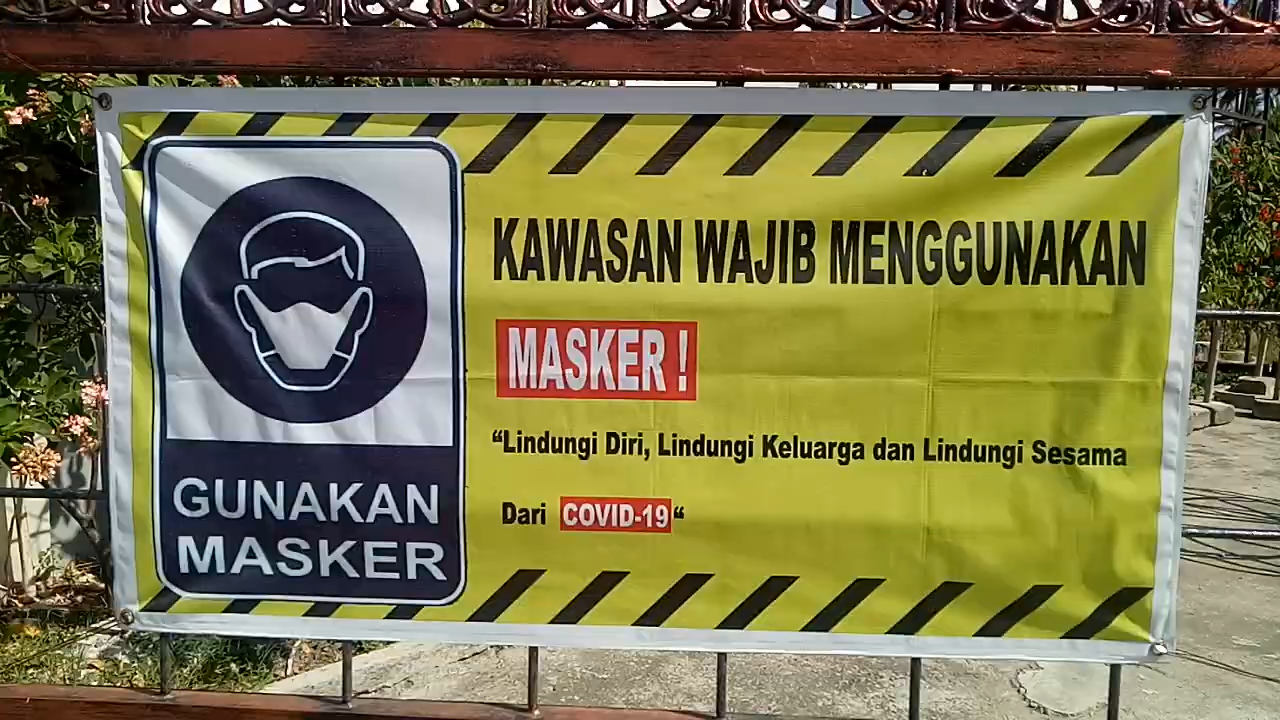 GUNAKAN
MASKER
KAWASAN WAJIB MENGGUNAKAN
MASKER !
“Lindungi Diri, Lindungi Keluarga dan Lindungi Sesama
Dari COVID-19“